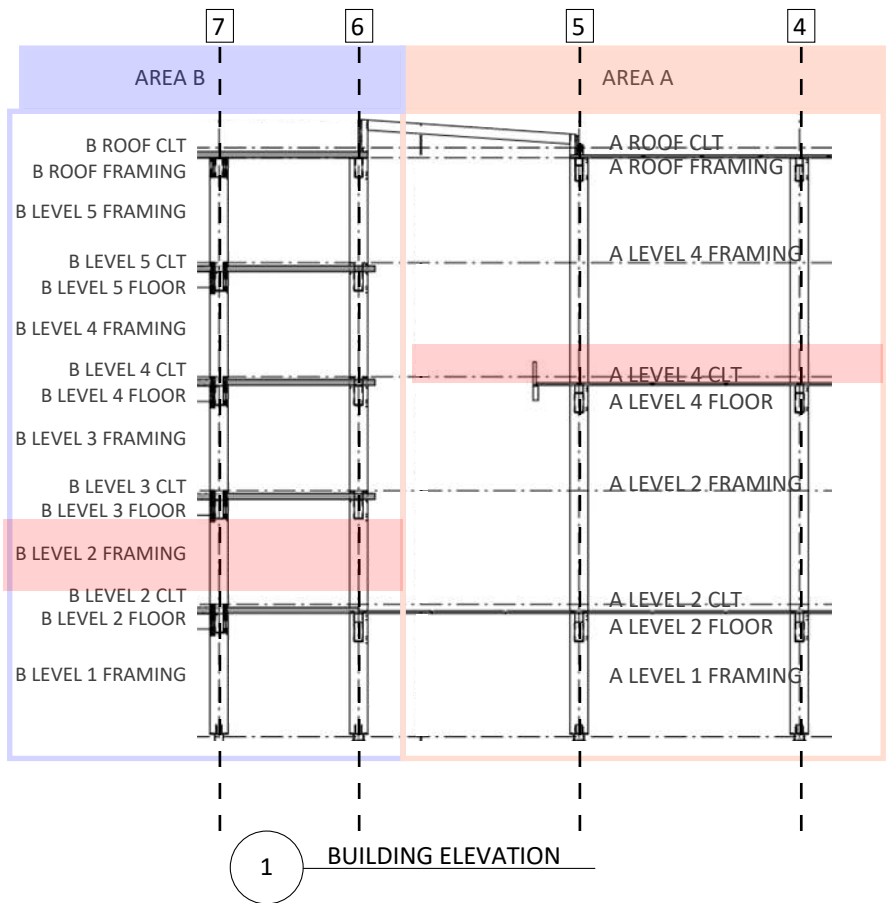 7
6
5
4
AREA B
AREA A
B ROOF CLT
B ROOF FRAMING
B LEVEL 5 FRAMING
B LEVEL 5 CLT
B LEVEL 5 FLOOR
B LEVEL 4 FRAMING
B LEVEL 4 CLT
B LEVEL 4 FLOOR
B LEVEL 3 FRAMING
B LEVEL 3 CLT
B LEVEL 3 FLOOR
B LEVEL 2 FRAMING
B LEVEL 2 CLT
B LEVEL 2 FLOOR
B LEVEL 1 FRAMING
A ROOF CLT
A ROOF FRAMING
A LEVEL 4 FRAMING
A LEVEL 4 CLT
A LEVEL 4 FLOOR
A LEVEL 2 FRAMING
A LEVEL 2 CLT
A LEVEL 2 FLOOR
A LEVEL 1 FRAMING
1
BUILDING ELEVATION